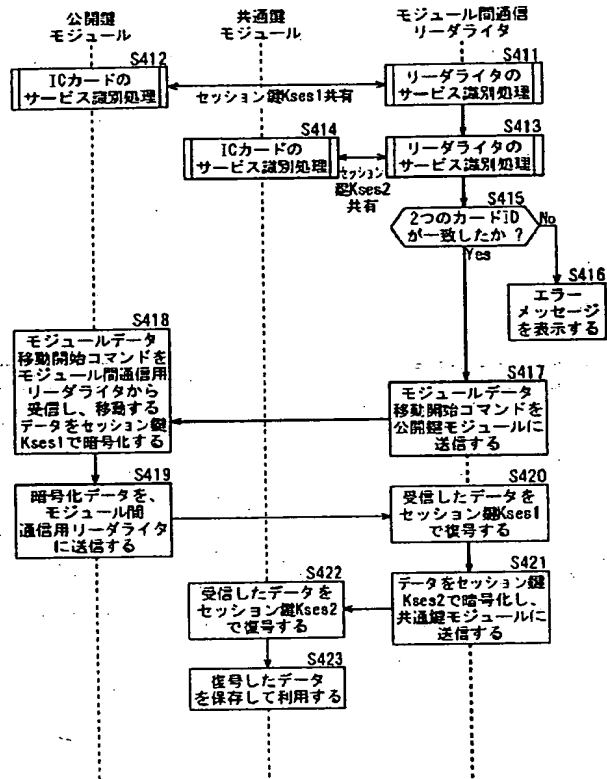 公開鍵
モジュール
共通鍵
モジュール
モジュール間通信
リーダライタ
S412
ICカードの
サービス識別処理
セッション鍵Kses1共有
S411
リーダライタの
サービス識別処理
S414
ICカードの
サービス識別処理
セッション
鍵Kses2
共有
S413
リーダライタの
サービス識別処理
S415
2つのカードID
が一致したか ?
No
Yes
S416
エラー
メッセージ
を表示する
S418
モジュールデータ
移動開始コマンドを
モジュール間通信用
リーダライタから
受信し、移動する
データをセッション鍵
Kses1で暗号化する
S417
モジュールデータ
移動開始コマンドを
公開鍵モジュールに
送信する
S419
暗号化データを、
モジュール間
通信用リーダライタ
に送信する
S420
受信したデータを
セッション鍵Kses1
で復号する
S421
データをセッション鍵
Kses2で暗号化し、
共通鍵モジュールに
送信する
S422
受信したデータを
セッション鍵Kses2
で復号する
S423
復号したデータ
を保存して利用する